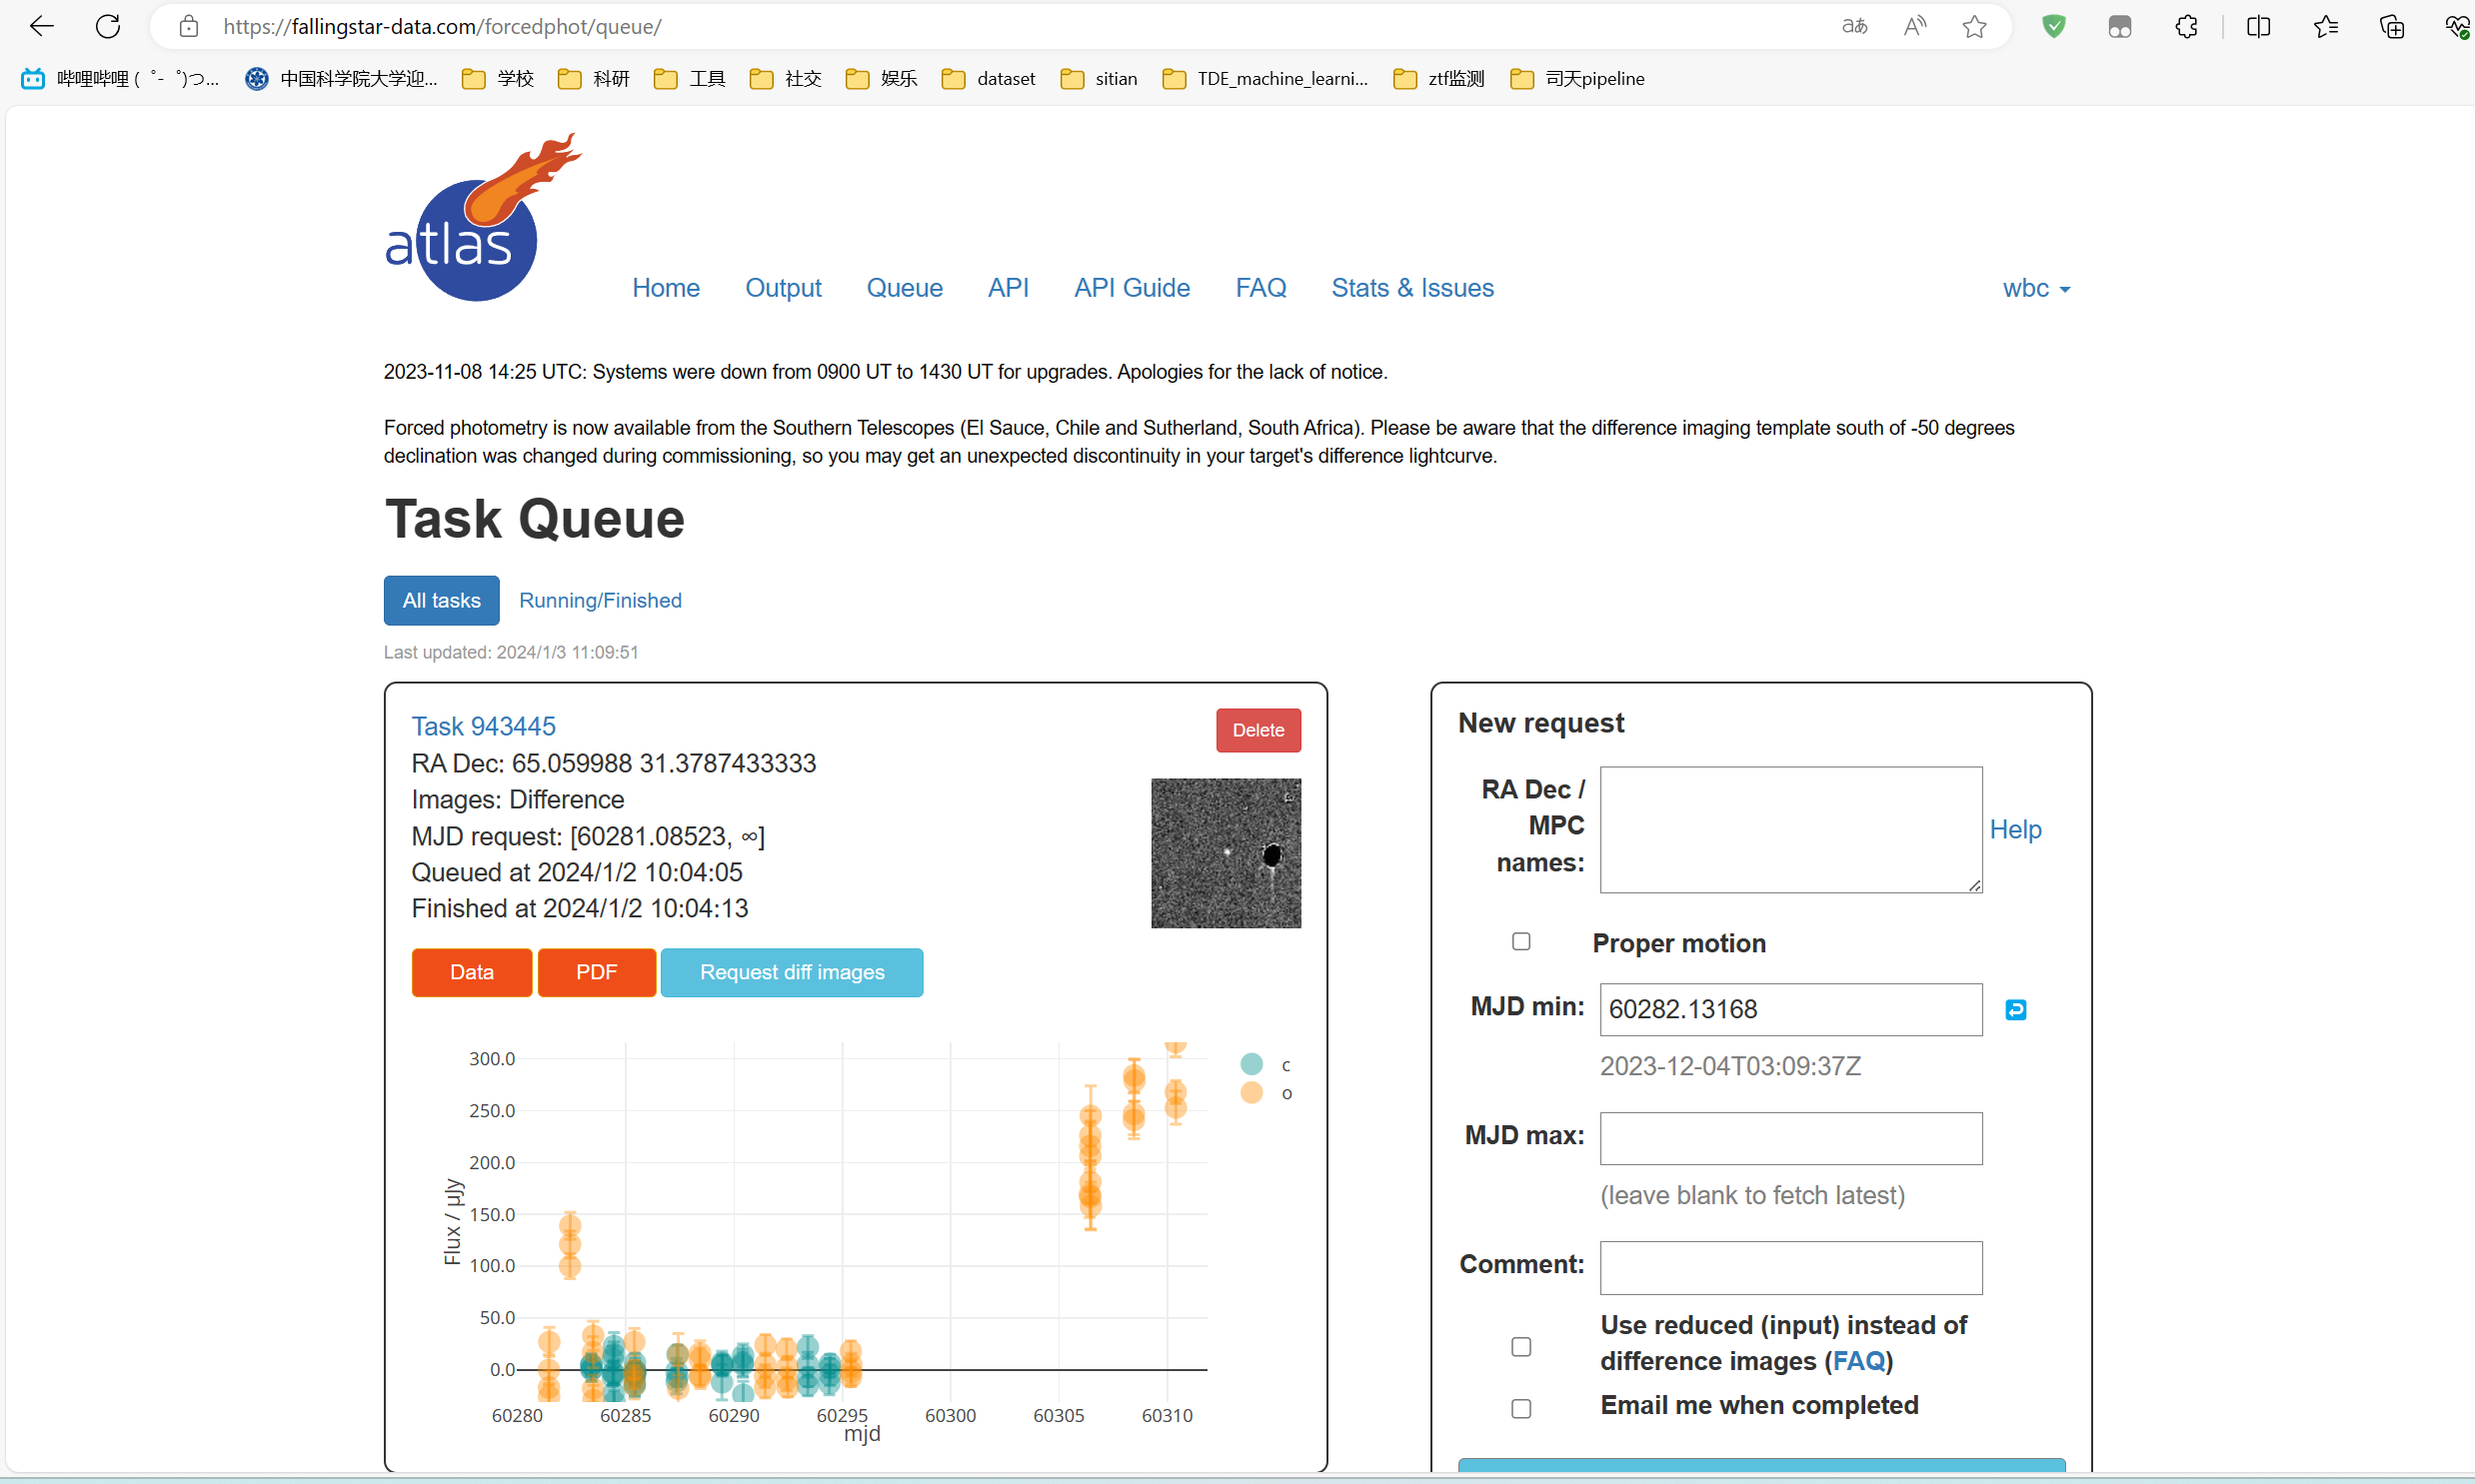 https://fallingstar-data.com/forcedphot/queue/
哔哩哔哩 ( ゜- ゜)つ... 中国科学院大学迎... 学校 科研 工具 社交 娱乐 dataset sitian TDE_machine_learni... ztf监测 司天pipeline
atlas
Home Output Queue API API Guide FAQ Stats & Issues wbc
2023-11-08 14:25 UTC: Systems were down from 0900 UT to 1430 UT for upgrades. Apologies for the lack of notice.
Forced photometry is now available from the Southern Telescopes (El Sauce, Chile and Sutherland, South Africa). Please be aware that the difference imaging template south of -50 degrees
declination was changed during commissioning, so you may get an unexpected discontinuity in your target's difference lightcurve.
Task Queue
All tasks Running/Finished
Last updated: 2024/1/3 11:09:51
Task 943445
Delete
RA Dec: 65.059988 31.3787433333
Images: Difference
MJD request: [60281.08523, ∞]
Queued at 2024/1/2 10:04:05
Finished at 2024/1/2 10:04:13
Data PDF Request diff images
300.0
250.0
200.0
150.0
100.0
50.0
0.0
Flux / μJy
60280 60285 60290 60295 60300 60305 60310
mjd
c
o
New request
RA Dec /
MPC
names:
Help
Proper motion
MJD min: 60282.13168
2023-12-04T03:09:37Z
MJD max:
(leave blank to fetch latest)
Comment:
Use reduced (input) instead of
difference images (FAQ)
Email me when completed